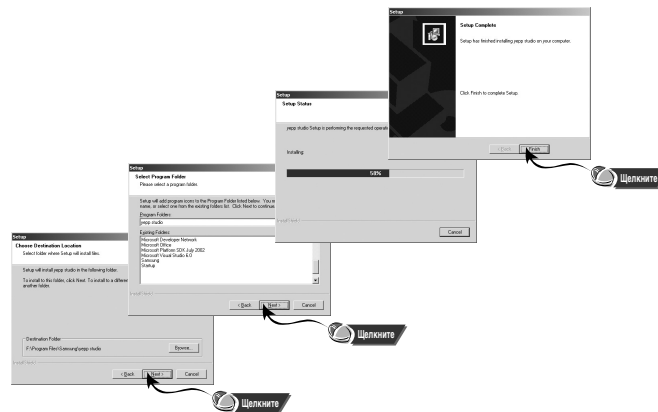 Setup
Choose Destination Location
Select folder where Setup will install files.
Setup will install yepp studio in the following folder.
To install to this folder, click Next. To install to a differen
another folder.
Destination Folder
F:\Program Files\Samsung\yepp studio
Browse...
< Back
Next >
Cancel
Щелкните
Setup
Select Program Folder
Please select a program folder.
Setup will add program icons to the Program Folder listed below. You m
name, or select one from the existing folders list. Click Next to continue
Program Folders:
yepp studio
Existing Folders:
Microsoft Developer Network
Microsoft Office
Microsoft Platform SDK July 2002
Microsoft Visual Studio 6.0
Samsung
Startup
< Back
Next >
Cancel
Щелкните
Setup
Setup Status
yepp studio Setup is performing the requested operati
Installing:
58%
InstallShield
Cancel
Setup
Setup Complete
Setup has finished installing yepp studio on your computer.
Click Finish to complete Setup.
< Back
Finish
Щелкните